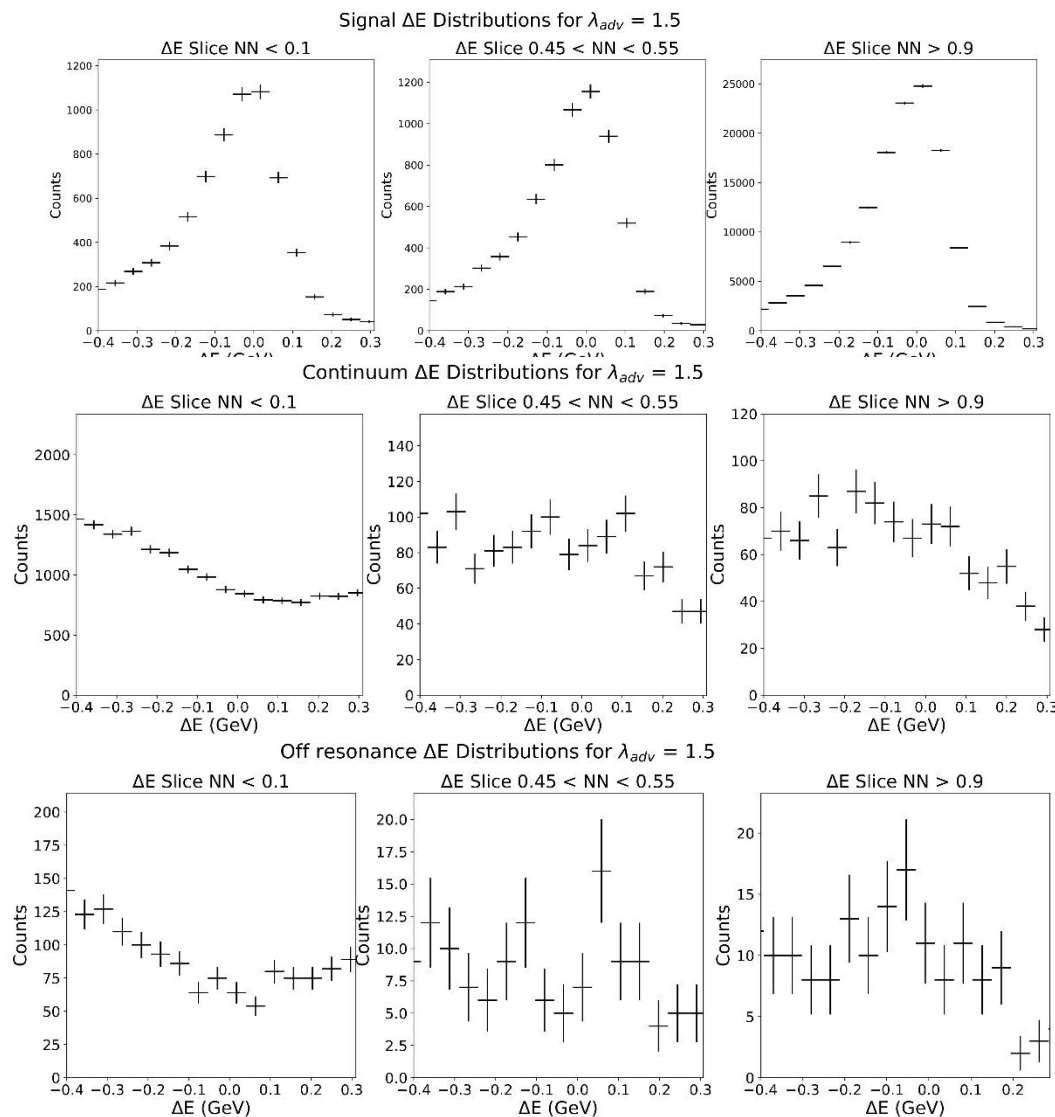 Signal ΔE Distributions for λadv = 1.5
ΔE Slice NN < 0.1
ΔE Slice 0.45 < NN < 0.55
ΔE Slice NN > 0.9
Counts
1200
1000
800
600
400
200
0
−0.4 −0.3 −0.2 −0.1 0.0 0.1 0.2 0.3
ΔE (GeV)
Counts
1200
1000
800
600
400
200
0
−0.4 −0.3 −0.2 −0.1 0.0 0.1 0.2 0.3
ΔE (GeV)
Counts
25000
20000
15000
10000
5000
0
−0.4 −0.3 −0.2 −0.1 0.0 0.1 0.2 0.3
ΔE (GeV)
Continuum ΔE Distributions for λadv = 1.5
ΔE Slice NN < 0.1
ΔE Slice 0.45 < NN < 0.55
ΔE Slice NN > 0.9
Counts
2000
1500
1000
500
0
−0.4 −0.3 −0.2 −0.1 0.0 0.1 0.2 0.3
ΔE (GeV)
Counts
140
120
100
80
60
40
20
0
−0.4 −0.3 −0.2 −0.1 0.0 0.1 0.2 0.3
ΔE (GeV)
Counts
120
100
80
60
40
20
0
−0.4 −0.3 −0.2 −0.1 0.0 0.1 0.2 0.3
ΔE (GeV)
Off resonance ΔE Distributions for λadv = 1.5
ΔE Slice NN < 0.1
ΔE Slice 0.45 < NN < 0.55
ΔE Slice NN > 0.9
Counts
200
175
150
125
100
75
50
25
0
−0.4 −0.3 −0.2 −0.1 0.0 0.1 0.2 0.3
ΔE (GeV)
Counts
20.0
17.5
15.0
12.5
10.0
7.5
5.0
2.5
0.0
−0.4 −0.3 −0.2 −0.1 0.0 0.1 0.2 0.3
ΔE (GeV)
Counts
20
15
10
5
0
−0.4 −0.3 −0.2 −0.1 0.0 0.1 0.2
ΔE (GeV)